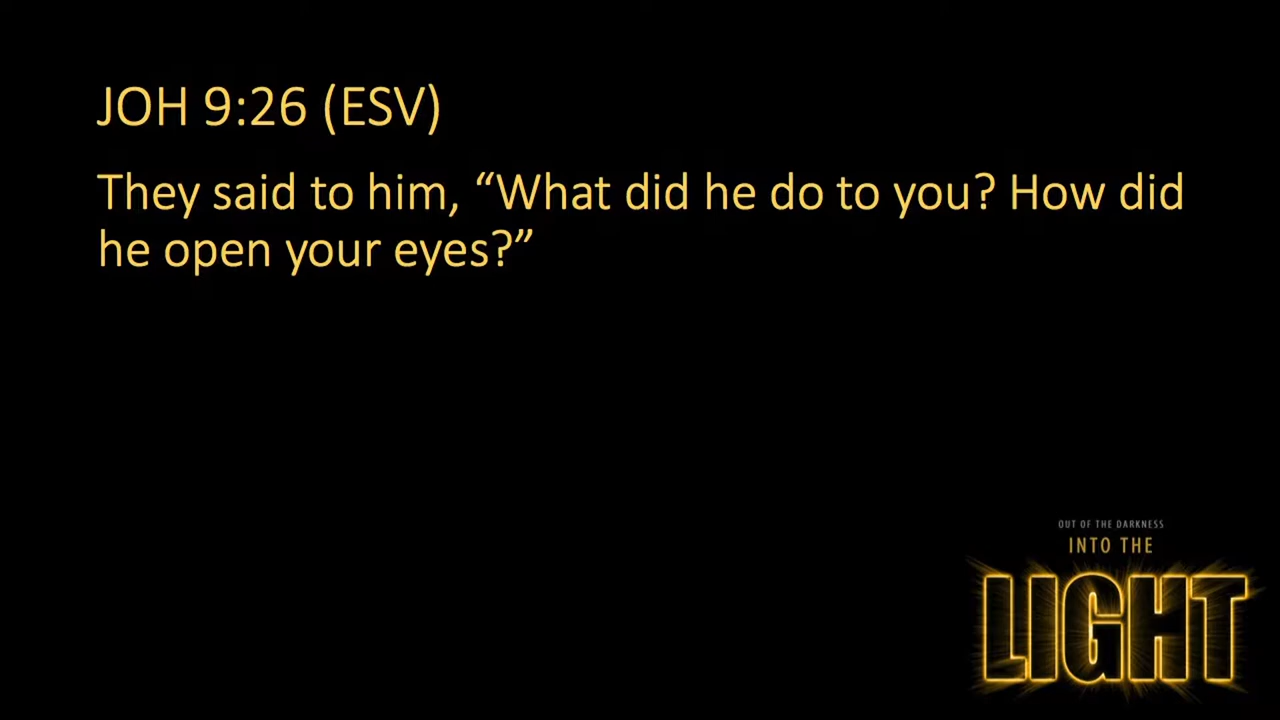 JOH 9:26 (ESV)
They said to him, “What did he do to you? How did
he open your eyes?”
OUT OF THE DARKNESS
INTO THE
LIGHT